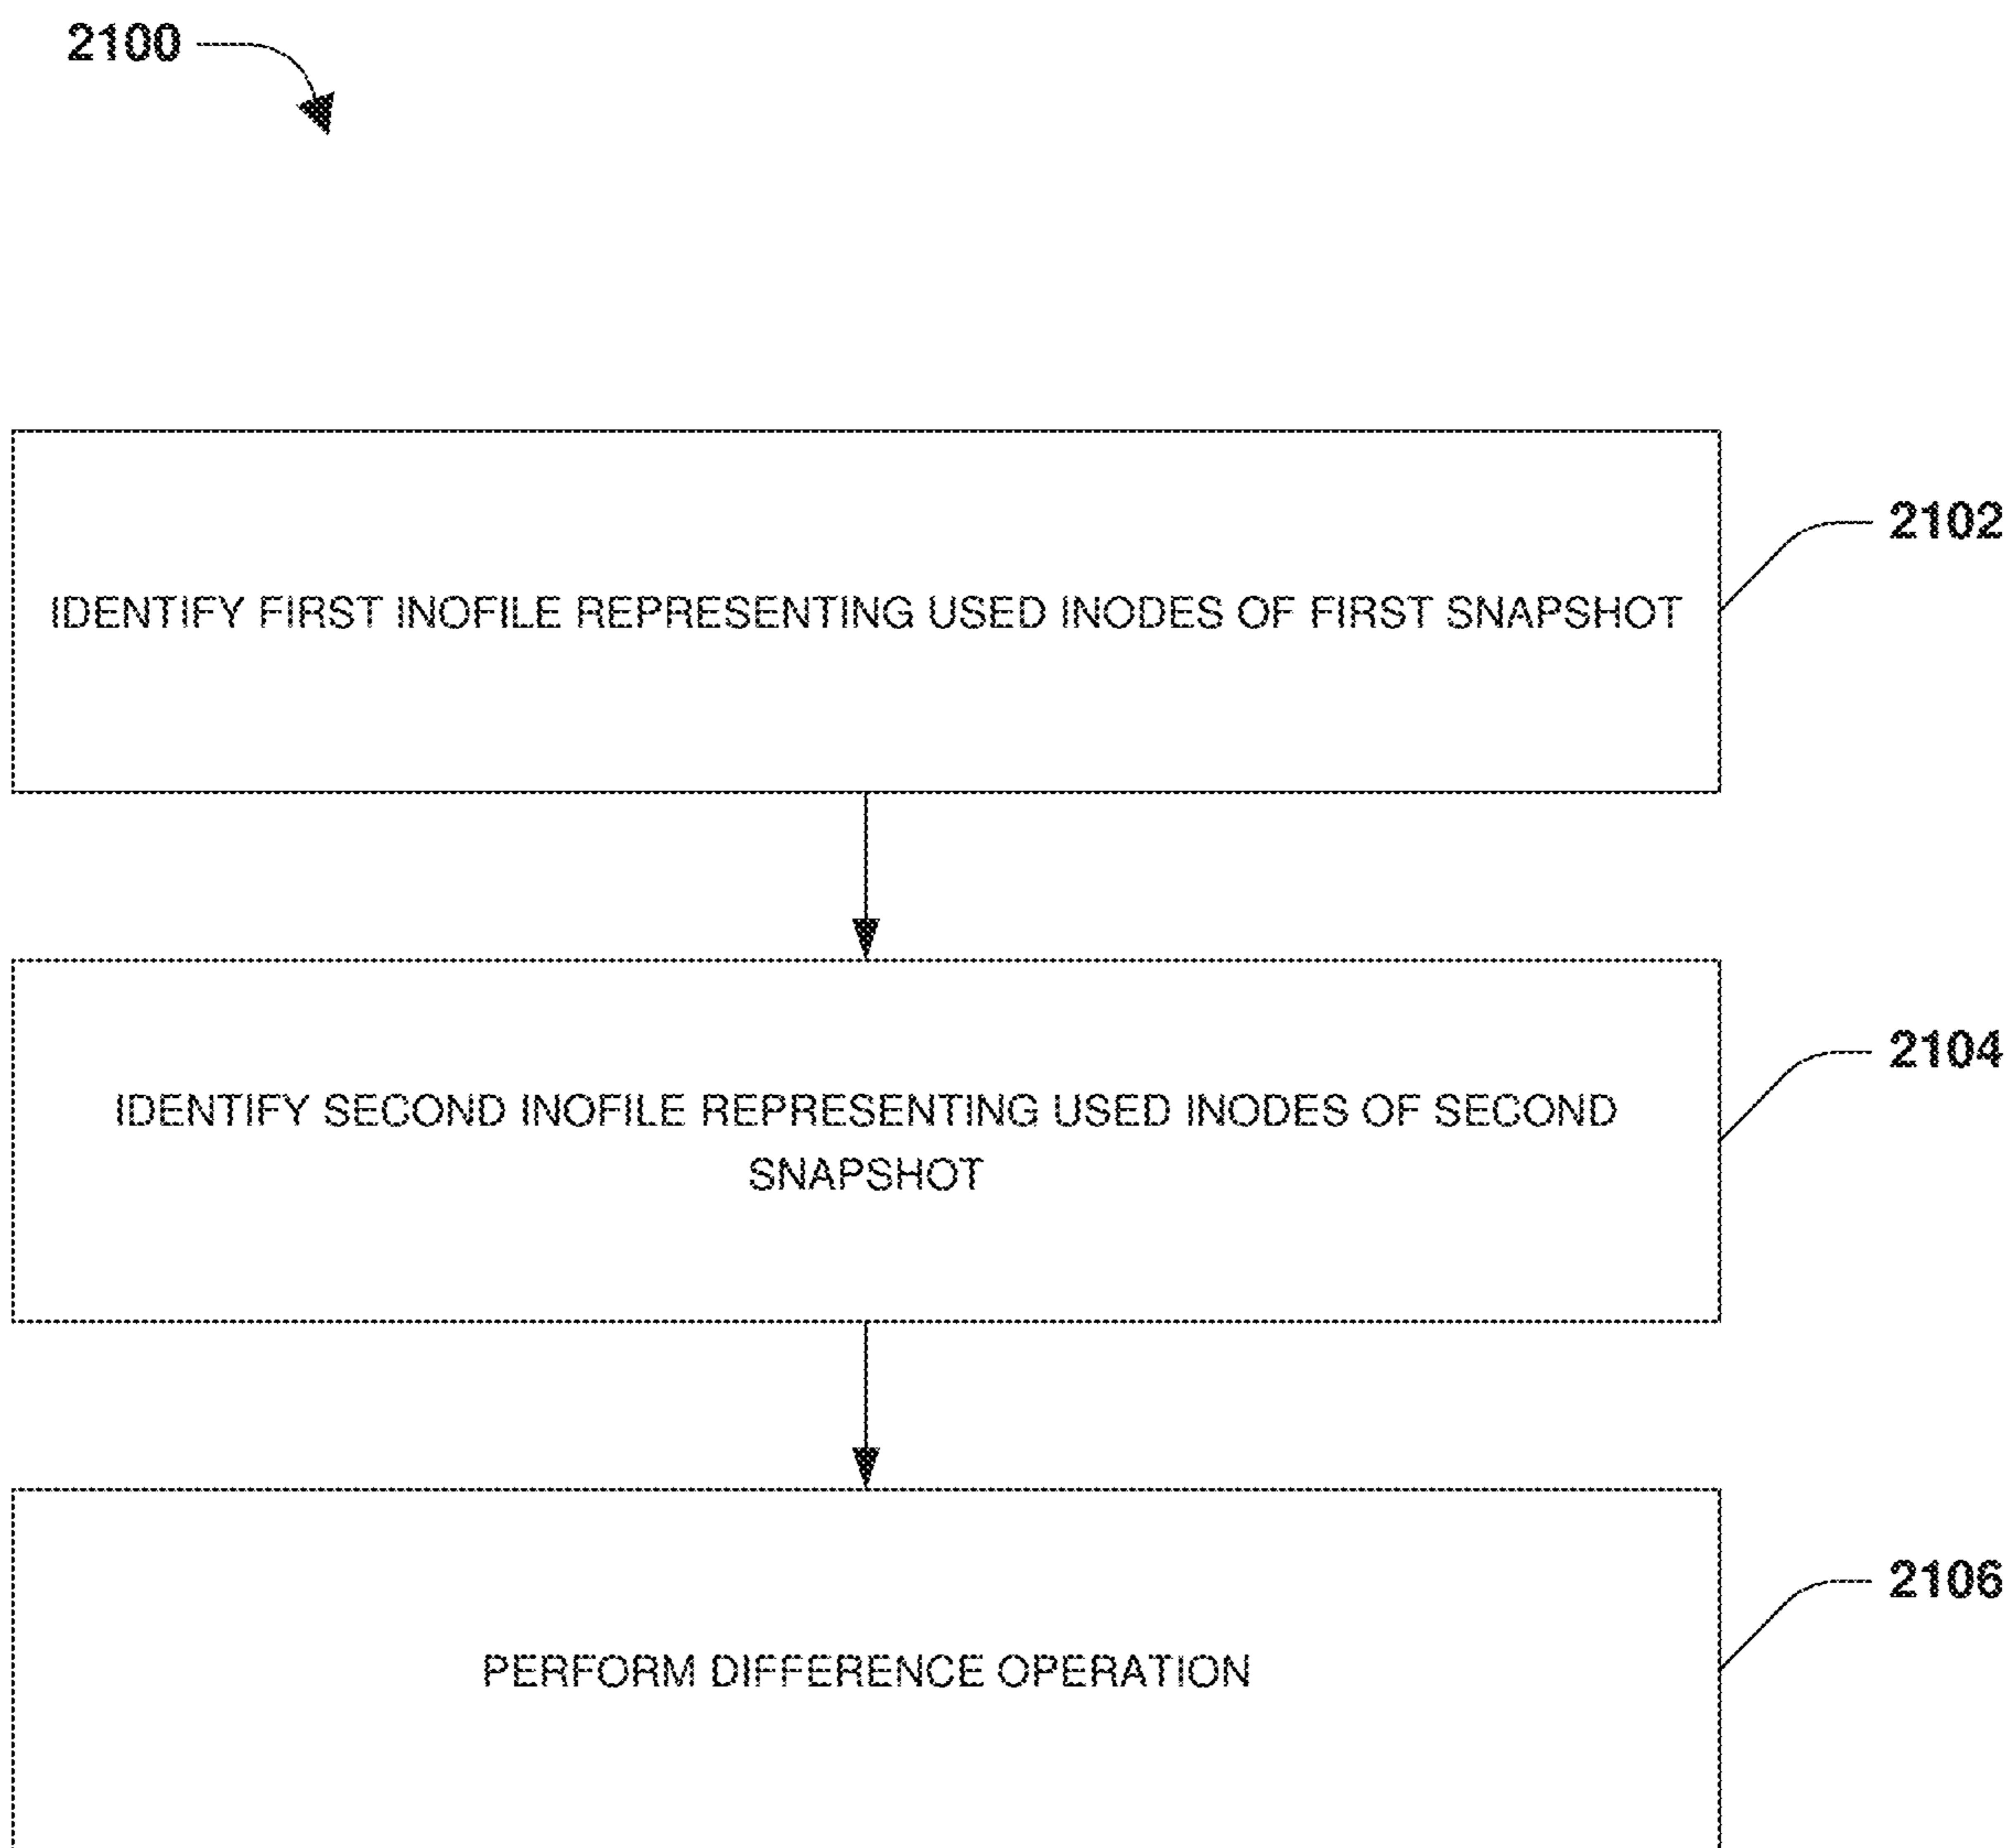 2100
IDENTIFY FIRST INOFILE REPRESENTING USED INODES OF FIRST SNAPSHOT
2102
IDENTIFY SECOND INOFILE REPRESENTING USED INODES OF SECOND
SNAPSHOT
2104
PERFORM DIFFERENCE OPERATION
2106